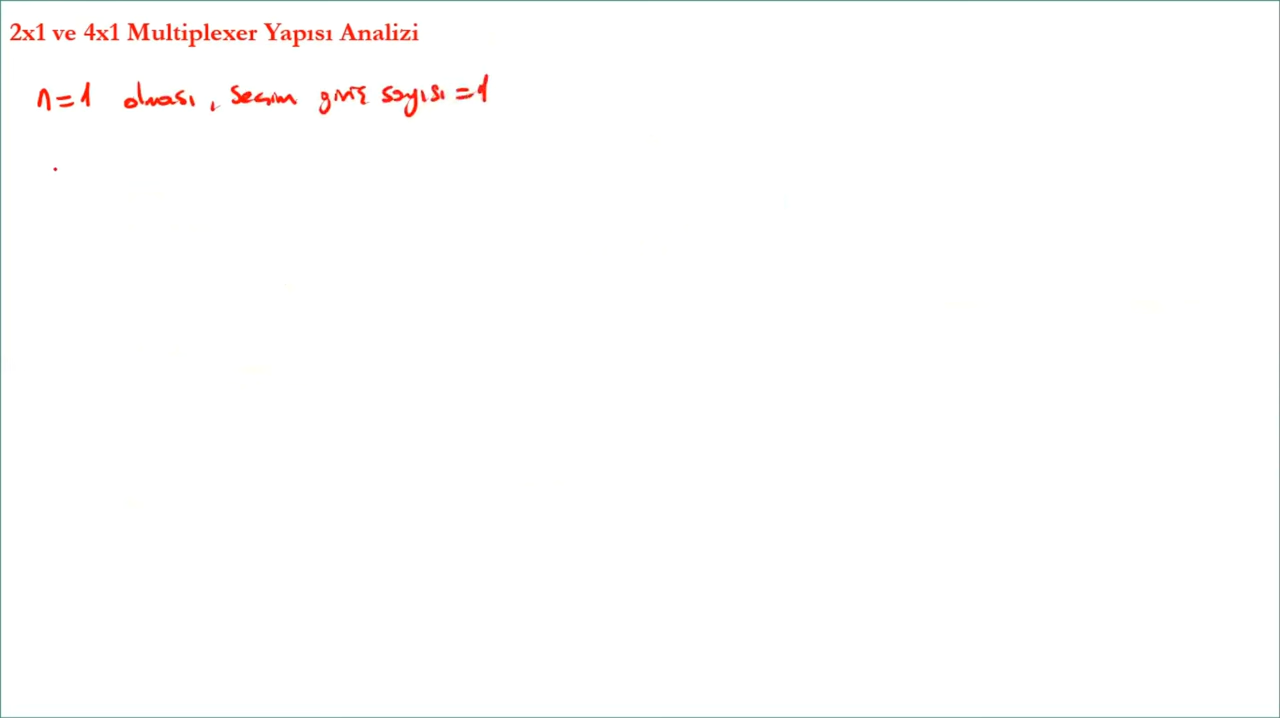 2x1 ve 4x1 Multiplexer Yapısı Analizi
n=1 olması, seçim giriş sayısı=1